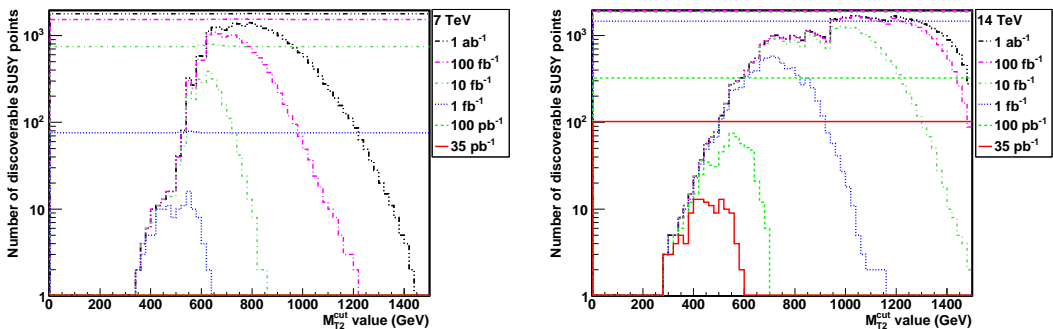 Number of discoverable SUSY points
10³
10²
10
1
0 200 400 600 800 1000 1200 1400
M_T2^cut value (GeV)
7 TeV
1 ab⁻¹
100 fb⁻¹
10 fb⁻¹
1 fb⁻¹
100 pb⁻¹
35 pb⁻¹
Number of discoverable SUSY points
10³
10²
10
1
0 200 400 600 800 1000 1200 1400
M_T2^cut value (GeV)
14 TeV
1 ab⁻¹
100 fb⁻¹
10 fb⁻¹
1 fb⁻¹
100 pb⁻¹
35 pb⁻¹